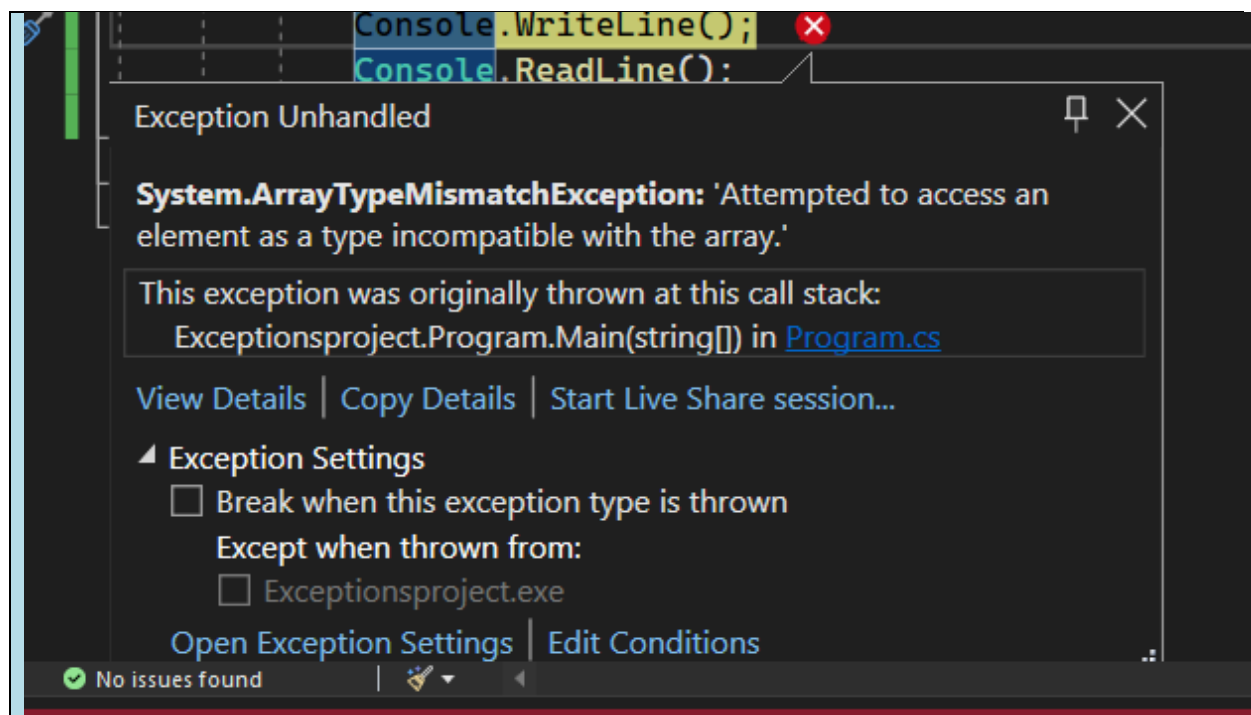 Console.WriteLine();
Console.ReadLine();
Exception Unhandled
System.ArrayTypeMismatchException: 'Attempted to access an
element as a type incompatible with the array.'
This exception was originally thrown at this call stack:
Exceptionsproject.Program.Main(string[]) in Program.cs
View Details | Copy Details | Start Live Share session...
Exception Settings
Break when this exception type is thrown
Except when thrown from:
Exceptionsproject.exe
Open Exception Settings | Edit Conditions
No issues found